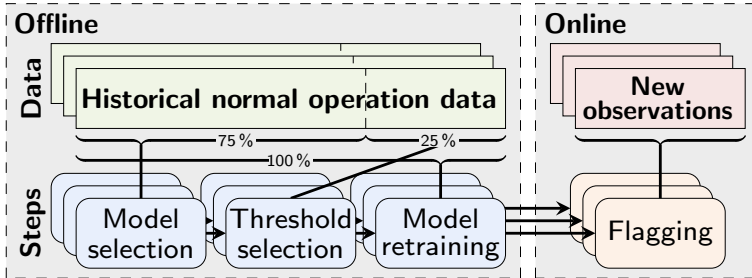 Offline
Online
Data
Historical normal operation data
New
observations
75 %
25 %
100 %
Steps
Model
selection
Threshold
selection
Model
retraining
Flagging